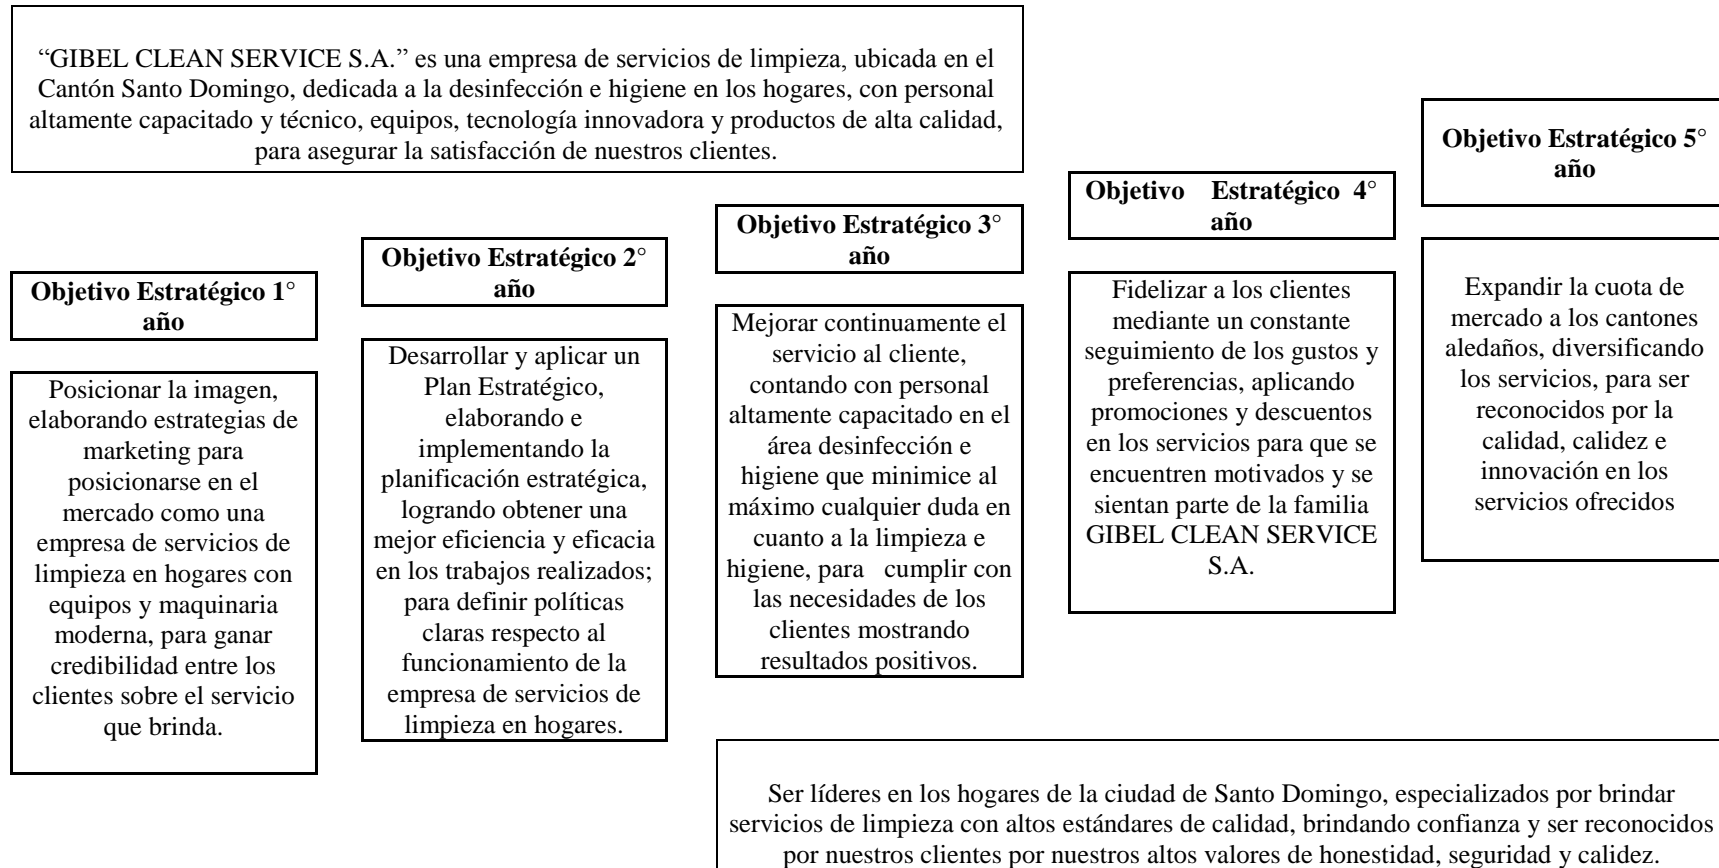 “GIBEL CLEAN SERVICE S.A.” es una empresa de servicios de limpieza, ubicada en el
Cantón Santo Domingo, dedicada a la desinfección e higiene en los hogares, con personal
altamente capacitado y técnico, equipos, tecnología innovadora y productos de alta calidad,
para asegurar la satisfacción de nuestros clientes.
Objetivo Estratégico 1°
año
Posicionar la imagen,
elaborando estrategias de
marketing para
posicionarse en el
mercado como una
empresa de servicios de
limpieza en hogares con
equipos y maquinaria
moderna, para ganar
credibilidad entre los
clientes sobre el servicio
que brinda.
Objetivo Estratégico 2°
año
Desarrollar y aplicar un
Plan Estratégico,
elaborando e
implementando la
planificación estratégica,
logrando obtener una
mejor eficiencia y eficacia
en los trabajos realizados;
para definir políticas
claras respecto al
funcionamiento de la
empresa de servicios de
limpieza en hogares.
Objetivo Estratégico 3°
año
Mejorar continuamente el
servicio al cliente,
contando con personal
altamente capacitado en el
área desinfección e
higiene que minimice al
máximo cualquier duda en
cuanto a la limpieza e
higiene, para cumplir con
las necesidades de los
clientes mostrando
resultados positivos.
Objetivo Estratégico 4°
año
Fidelizar a los clientes
mediante un constante
seguimiento de los gustos y
preferencias, aplicando
promociones y descuentos
en los servicios para que se
encuentren motivados y se
sientan parte de la familia
GIBEL CLEAN SERVICE
S.A.
Objetivo Estratégico 5°
año
Expandir la cuota de
mercado a los cantones
aledaños, diversificando
los servicios, para ser
reconocidos por la
calidad, calidez e
innovación en los
servicios ofrecidos
Ser líderes en los hogares de la ciudad de Santo Domingo, especializados por brindar
servicios de limpieza con altos estándares de calidad, brindando confianza y ser reconocidos
por nuestros clientes por nuestros altos valores de honestidad, seguridad y calidez.